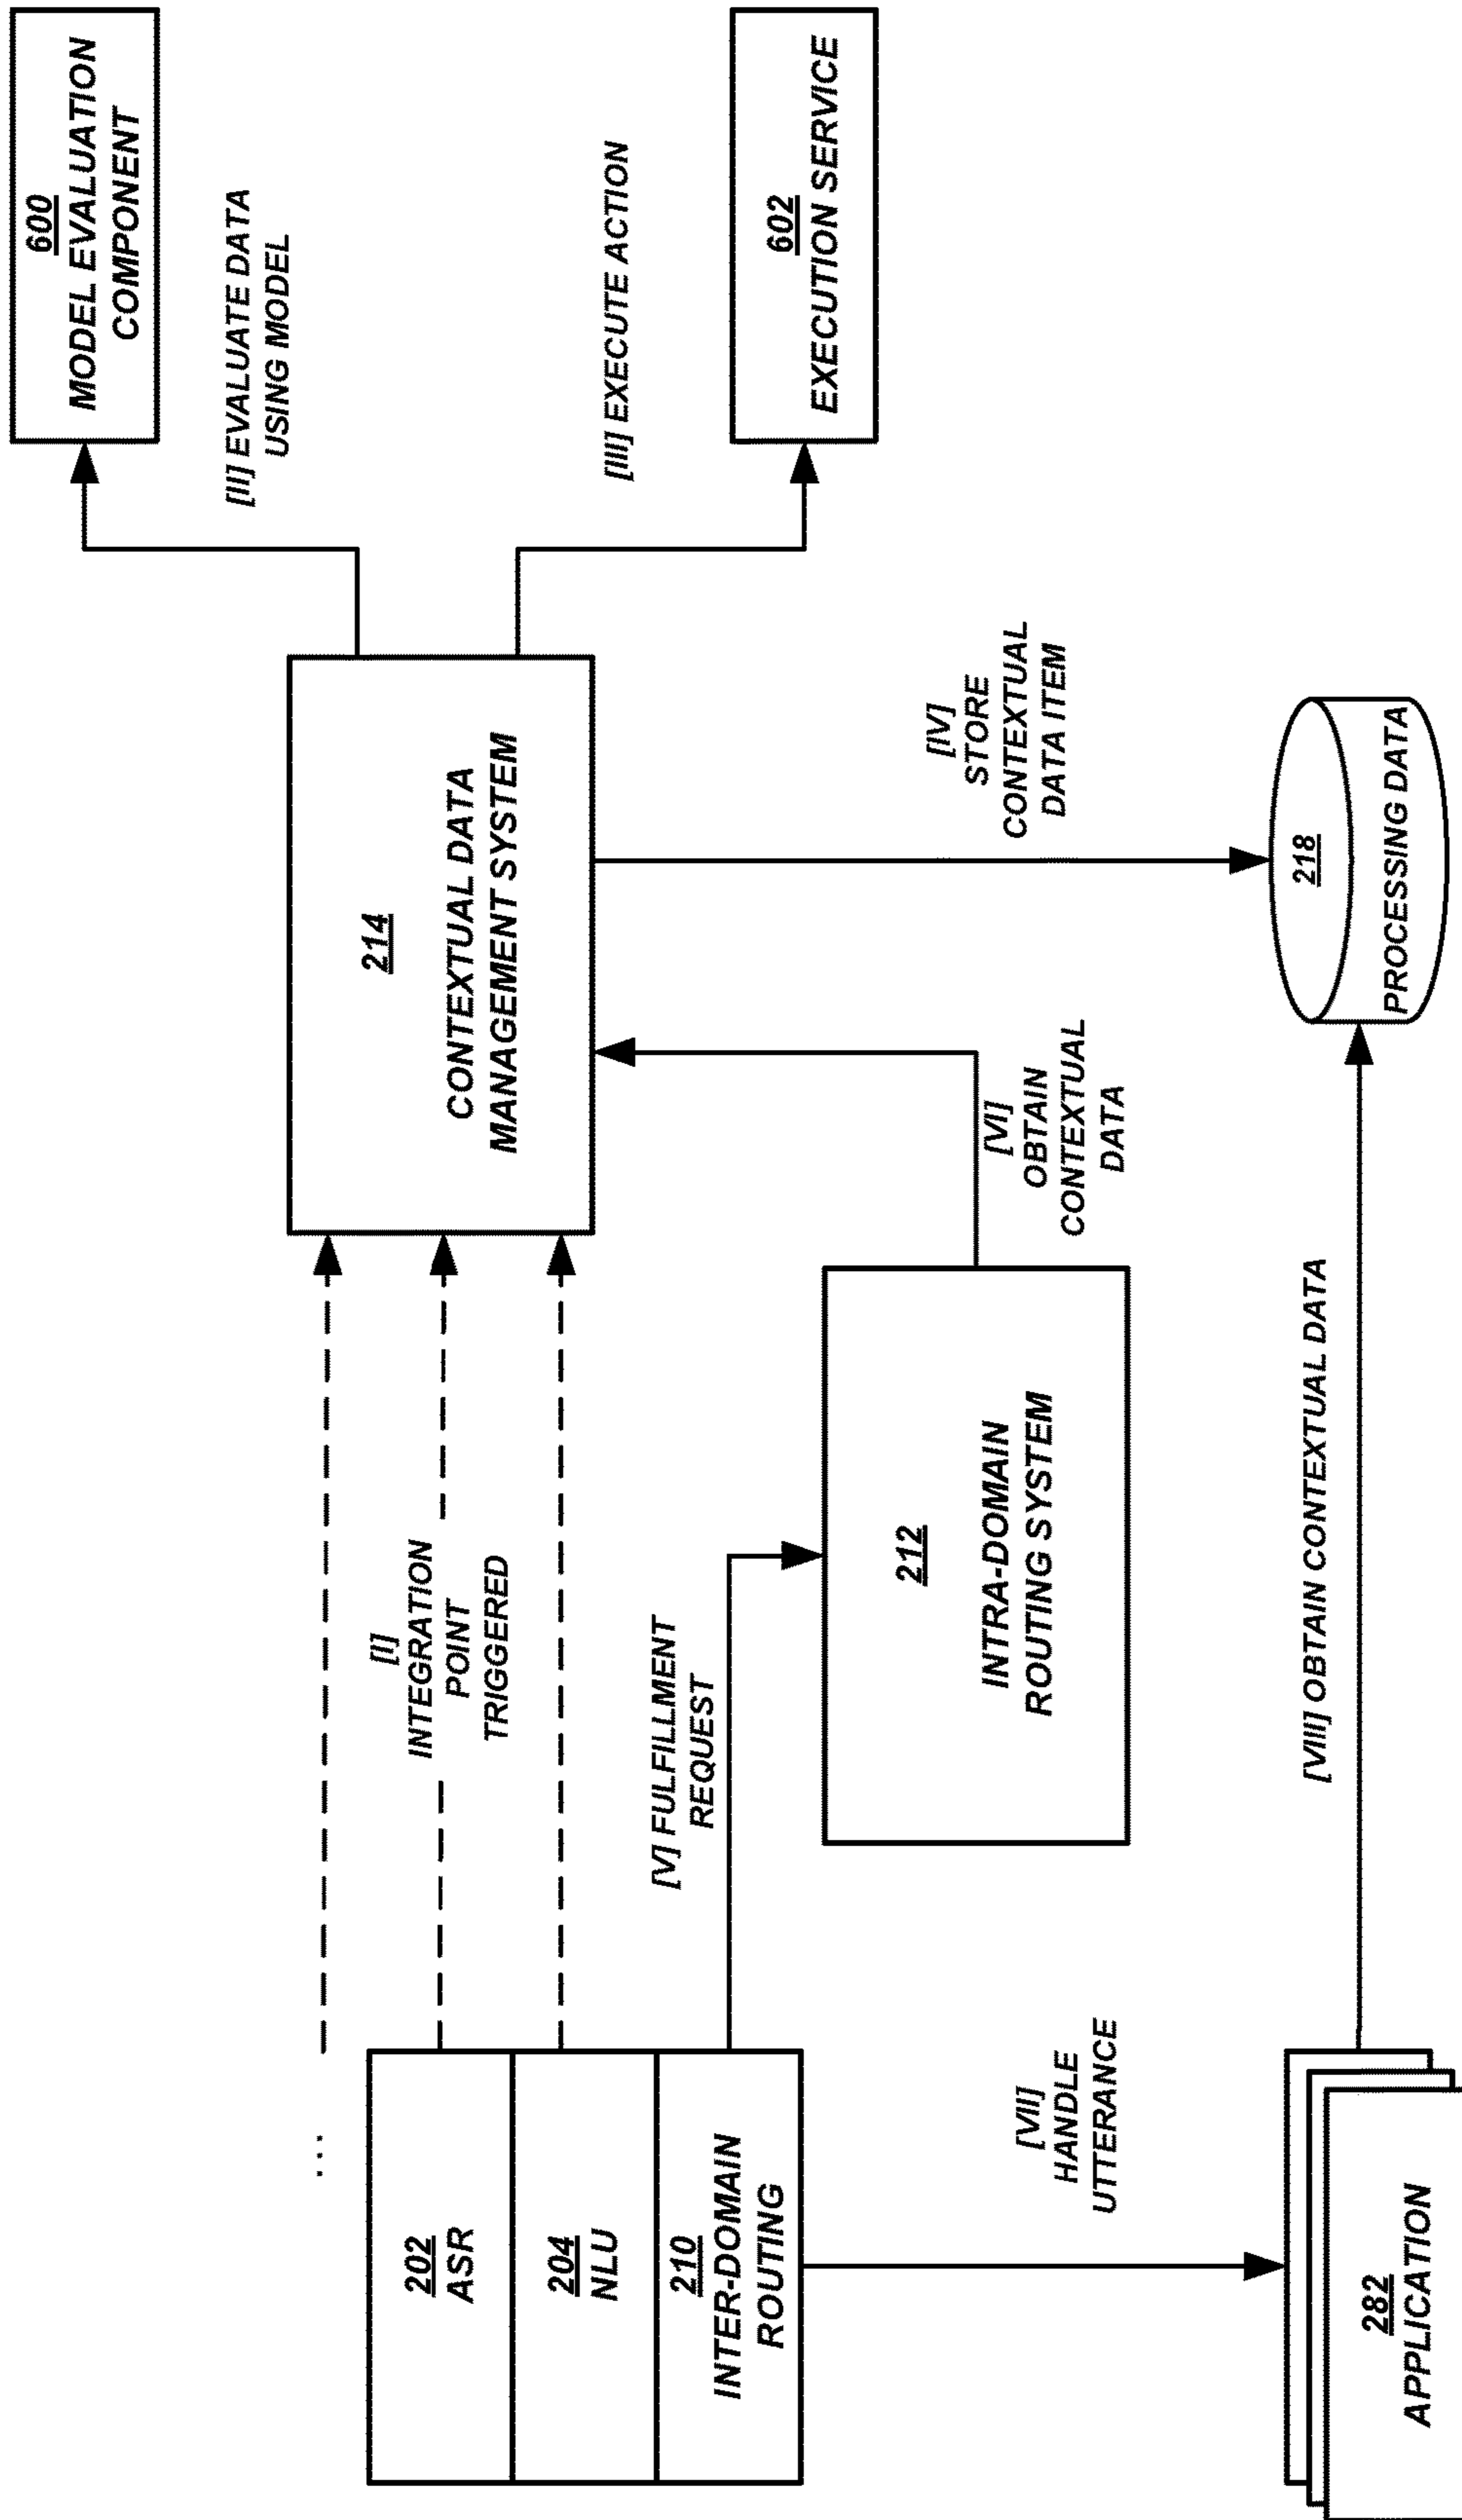 600
MODEL EVALUATION
COMPONENT
[II] EVALUATE DATA
USING MODEL
[III] EXECUTE ACTION
602
EXECUTION SERVICE
214
CONTEXTUAL DATA
MANAGEMENT SYSTEM
[I]
INTEGRATION
POINT
TRIGGERED
...
202
ASR
204
NLU
210
INTER-DOMAIN
ROUTING
[V] FULFILLMENT
REQUEST
212
INTRA-DOMAIN
ROUTING SYSTEM
[VI]
OBTAIN
CONTEXTUAL
DATA
[IV]
STORE
CONTEXTUAL
DATA ITEM
[VII]
HANDLE
UTTERANCE
282
APPLICATION
[VIII] OBTAIN CONTEXTUAL DATA
218
PROCESSING DATA